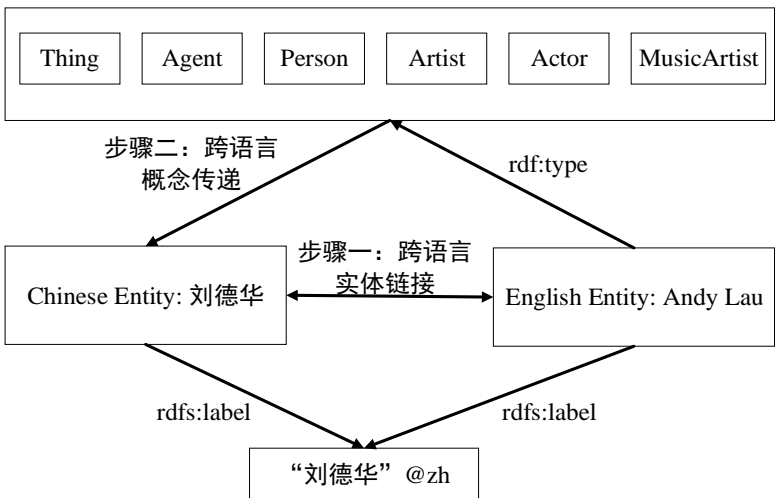 Thing Agent Person Artist Actor MusicArtist
步骤二：跨语言
概念传递
rdf:type
步骤一：跨语言
实体链接
Chinese Entity: 刘德华
English Entity: Andy Lau
rdfs:label
rdfs:label
“刘德华” @zh